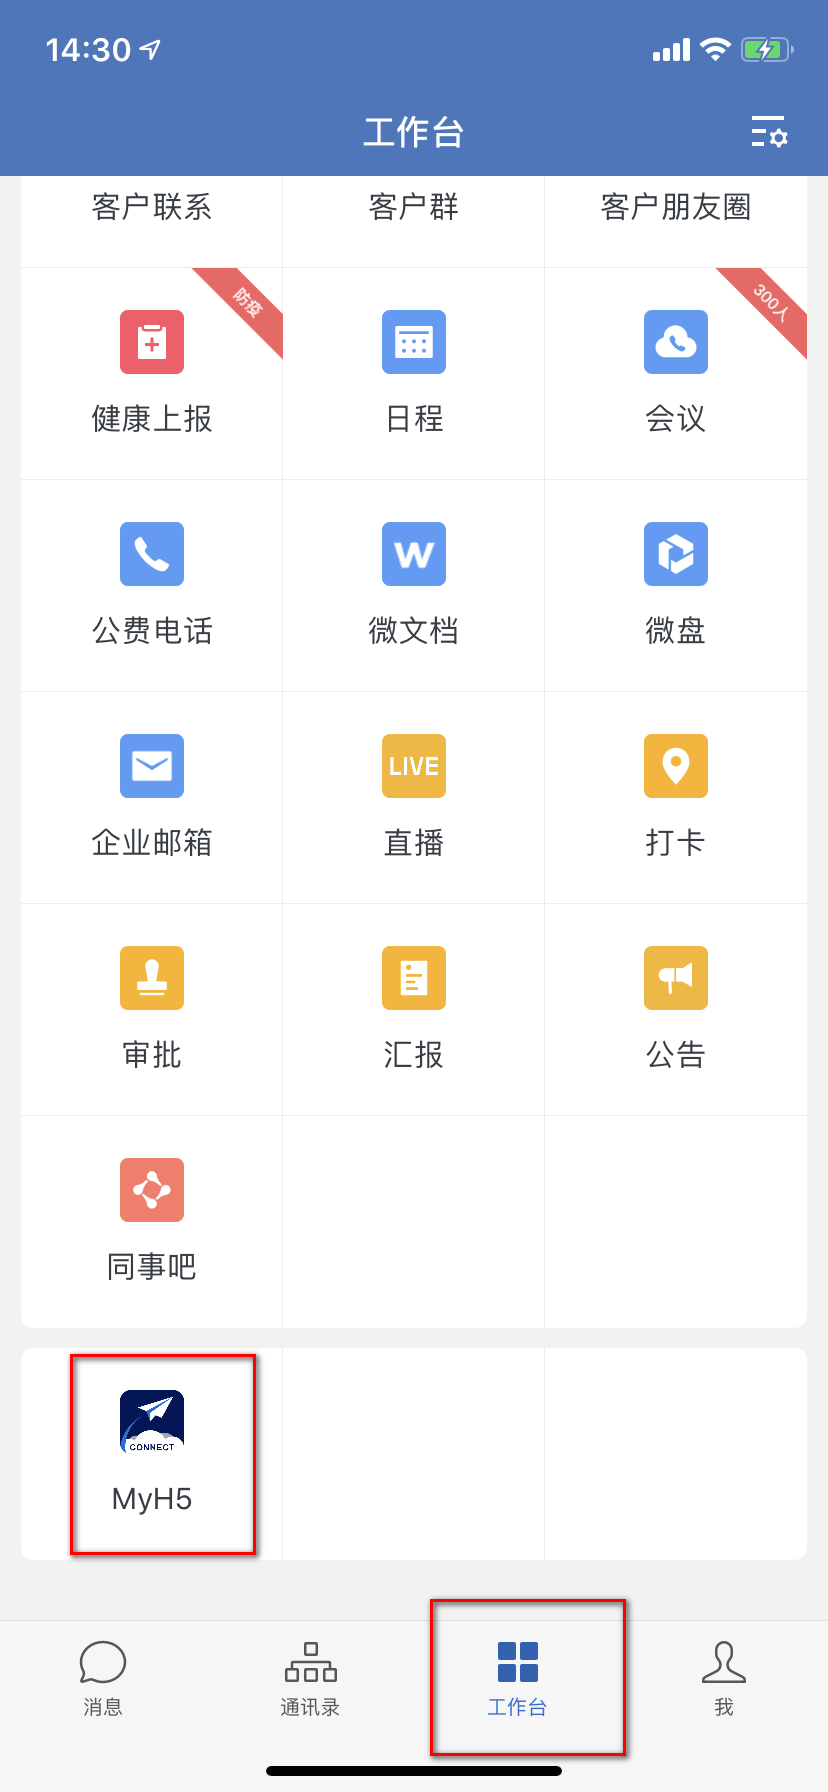 14:30
工作台
客户联系
客户群
客户朋友圈
防疫
300人
健康上报
日程
会议
W
公费电话
微文档
微盘
LIVE
企业邮箱
直播
打卡
审批
汇报
公告
同事吧
CONNECT
MyH5
消息
通讯录
工作台
我